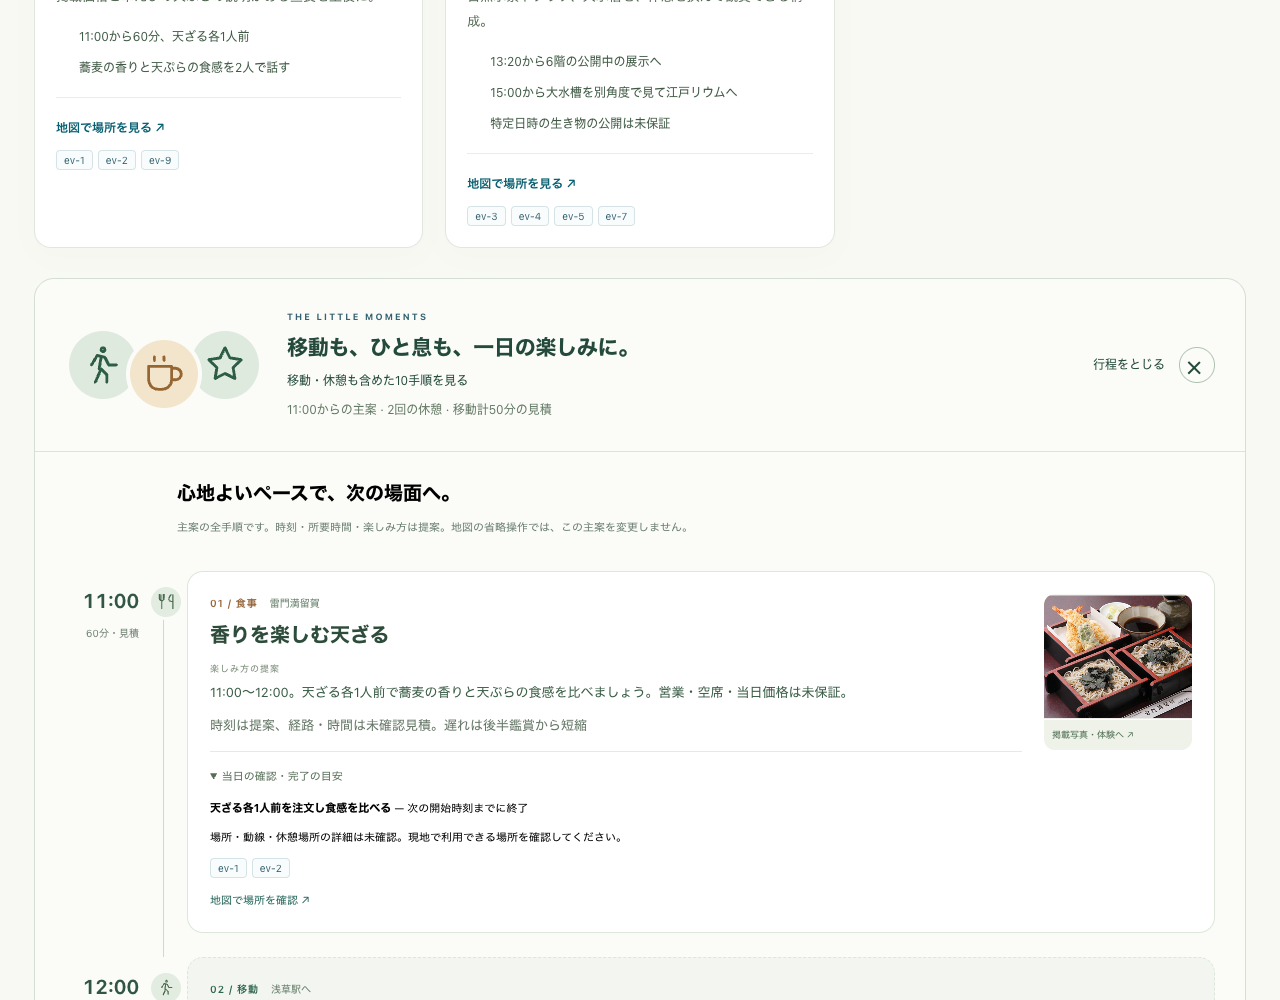 成。
11:00から60分、天ざる各1人前
蕎麦の香りと天ぷらの食感を2人で話す
地図で場所を見る ↗
ev-1 ev-2 ev-9
13:20から6階の公開中の展示へ
15:00から大水槽を別角度で見て江戸リウムへ
特定日時の生き物の公開は未保証
地図で場所を見る ↗
ev-3 ev-4 ev-5 ev-7
THE LITTLE MOMENTS
移動も、ひと息も、一日の楽しみに。
移動・休憩も含めた10手順を見る
11:00からの主案 · 2回の休憩 · 移動計50分の見積
行程をとじる
心地よいペースで、次の場面へ。
主案の全手順です。時刻・所要時間・楽しみ方は提案。地図の省略操作では、この主案を変更しません。
11:00
60分・見積
01 / 食事 雷門満留賀
香りを楽しむ天ざる
楽しみ方の提案
11:00〜12:00。天ざる各1人前で蕎麦の香りと天ぷらの食感を比べましょう。営業・空席・当日価格は未保証。
時刻は提案、経路・時間は未確認見積。遅れは後半鑑賞から短縮
掲載写真・体験へ ↗
▼ 当日の確認・完了の目安
天ざる各1人前を注文し食感を比べる — 次の開始時刻までに終了
場所・動線・休憩場所の詳細は未確認。現地で利用できる場所を確認してください。
ev-1 ev-2
地図で場所を確認 ↗
12:00
02 / 移動 浅草駅へ